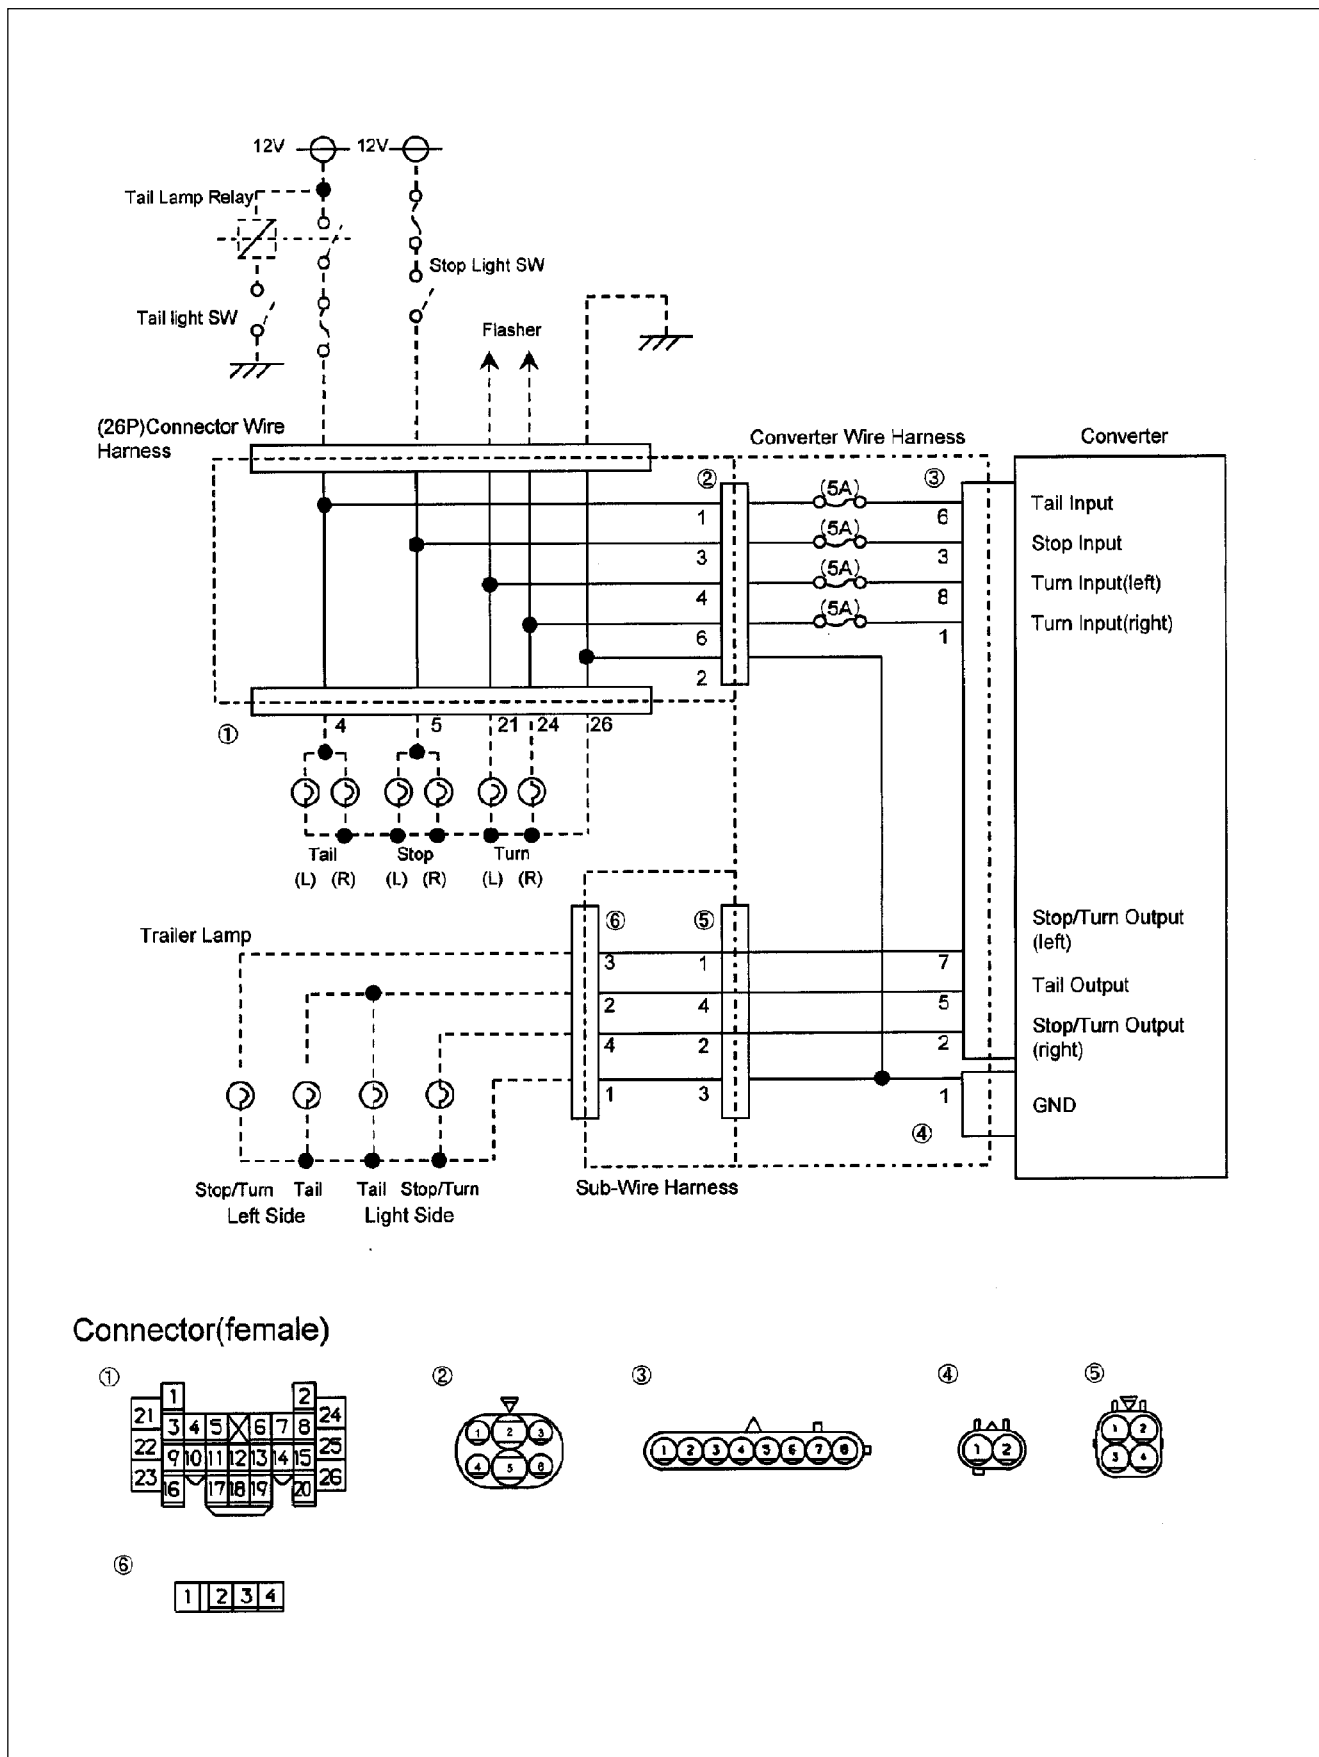 12V 12V
Tail Lamp Relay
Stop Light SW
Tail light SW
Flasher
(26P)Connector Wire
Harness
Converter Wire Harness
Converter
② ③
(5A)
1 6 Tail Input
(5A)
3 3 Stop Input
(5A)
4 8 Turn Input(left)
(5A)
6 1 Turn Input(right)
2
① 4 5 21 24 26
Tail Stop Turn
(L) (R) (L) (R) (L) (R)
⑥ ⑤
Trailer Lamp
Stop/Turn Output
(left)
3 1 7
Tail Output
2 4 5
Stop/Turn Output
(right)
4 2 2
1 3 1 GND
④
Stop/Turn Tail Tail Stop/Turn
Left Side Light Side
Sub-Wire Harness
Connector(female)
① ② ③ ④ ⑤
1 2
21 24
3 4 5 6 7 8
22 25
9 10 11 12 13 14 15
23 26
16 17 18 19 20
1 2 3
4 5 6
1 2 3 4 5 6 7 8
1 2
1 2
3 4
⑥
1 2 3 4